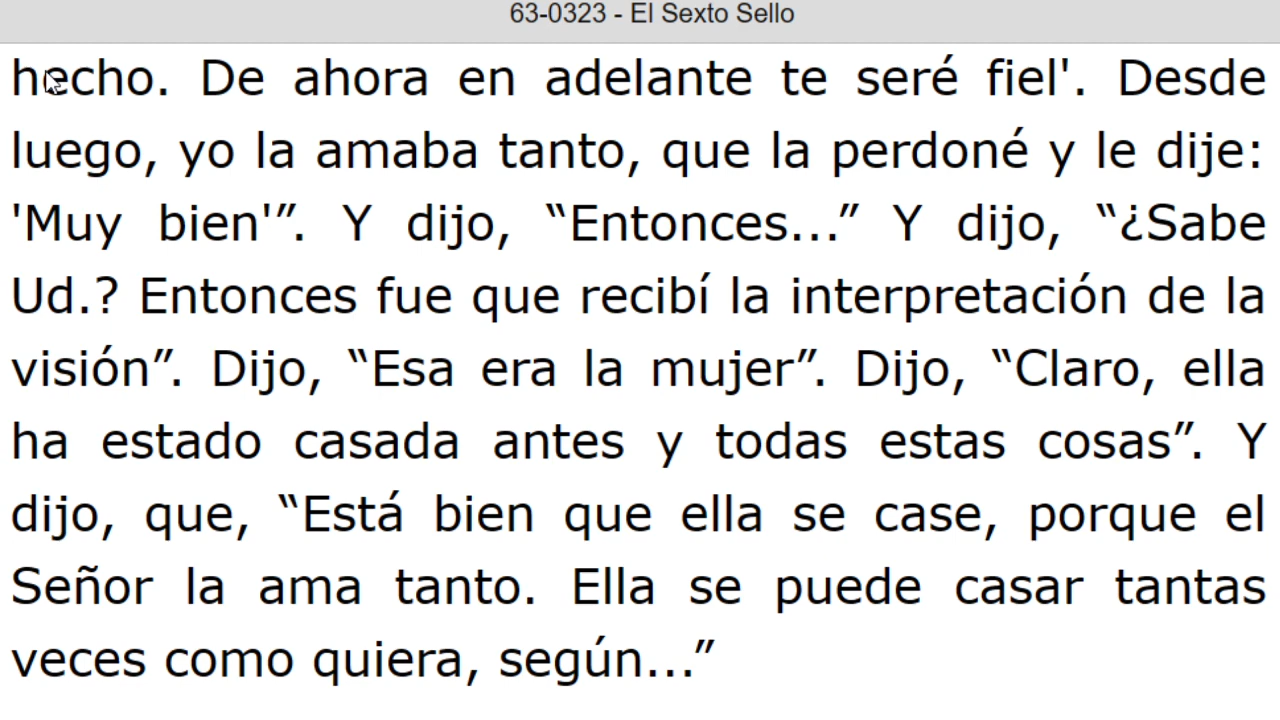 63-0323 - El Sexto Sello
hecho. De ahora en adelante te seré fiel'. Desde
luego, yo la amaba tanto, que la perdoné y le dije:
'Muy bien'”. Y dijo, “Entonces...” Y dijo, “¿Sabe
Ud.? Entonces fue que recibí la interpretación de la
visión”. Dijo, “Esa era la mujer”. Dijo, “Claro, ella
ha estado casada antes y todas estas cosas”. Y
dijo, que, “Está bien que ella se case, porque el
Señor la ama tanto. Ella se puede casar tantas
veces como quiera, según...”